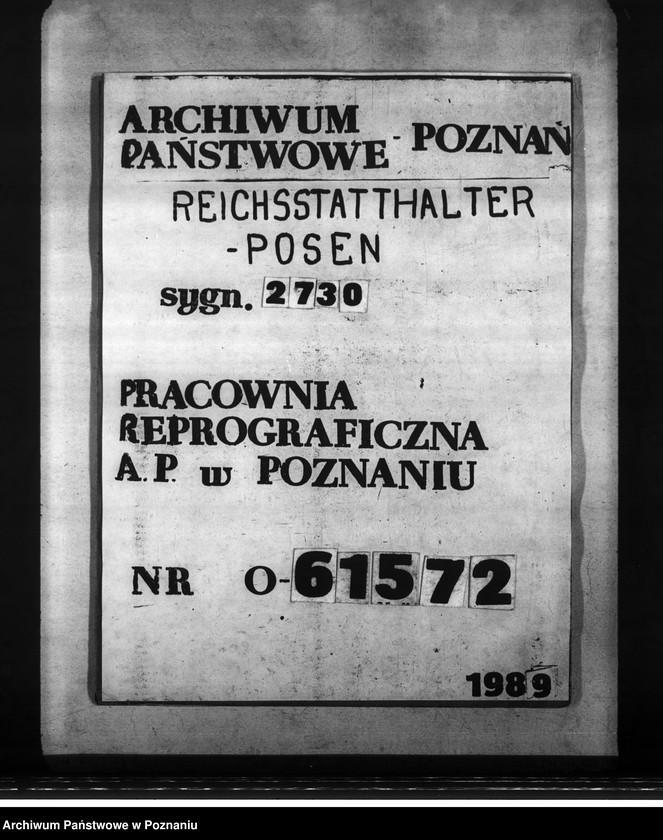 ARCHIWUM
PAŃSTWOWE - POZNAŃ
REICHSSTATTHALTER
-POSEN
sygn. 2730
PRACOWNIA
REPROGRAFICZNA
A.P. w POZNANIU
NR O-61572
1989
Archiwum Państwowe w Poznaniu